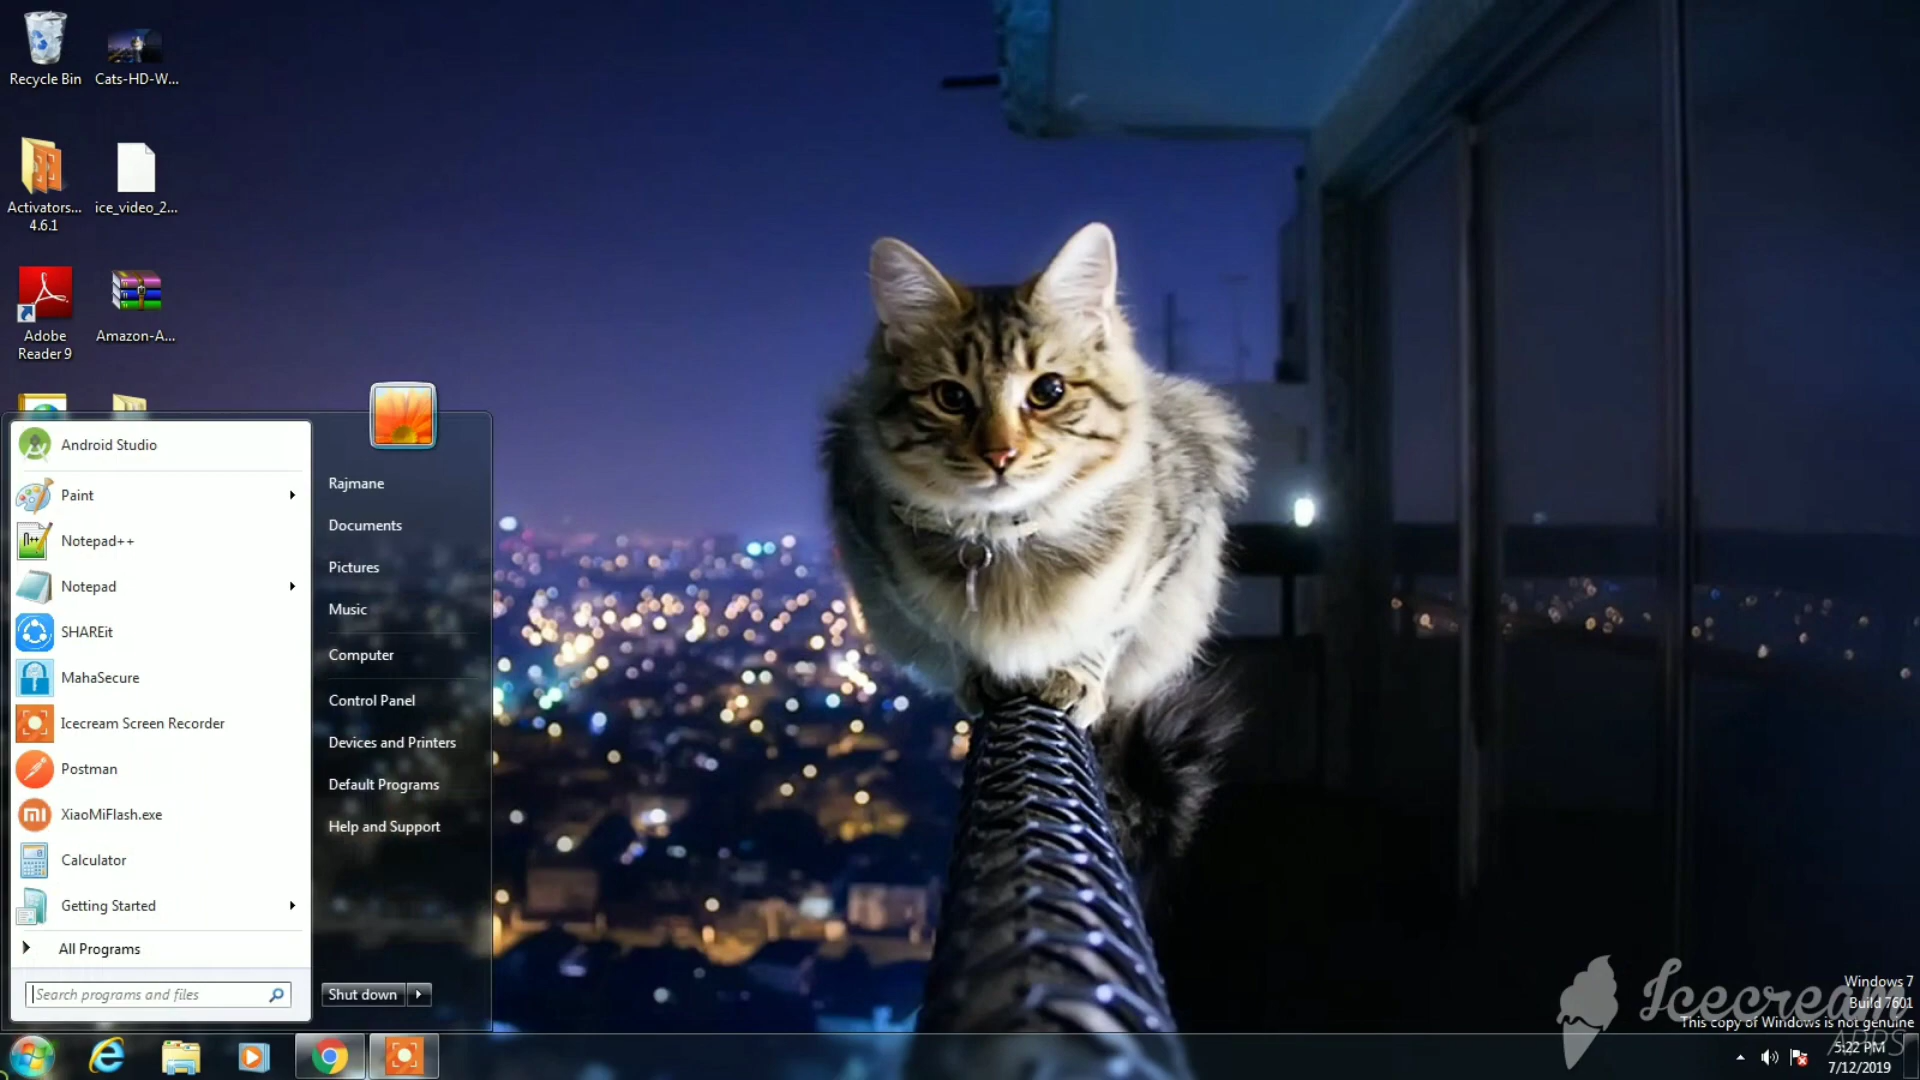 Recycle Bin
Cats-HD-W...
Activators...
4.6.1
ice_video_2...
Adobe
Reader 9
Amazon-A...
Android Studio
Paint
Notepad++
Notepad
SHAREit
MahaSecure
Icecream Screen Recorder
Postman
XiaoMiFlash.exe
Calculator
Getting Started
All Programs
Search programs and files
Rajmane
Documents
Pictures
Music
Computer
Control Panel
Devices and Printers
Default Programs
Help and Support
Shut down
Icecream
APPS
Windows 7
Build 7601
This copy of Windows is not genuine
5:22 PM
7/12/2019